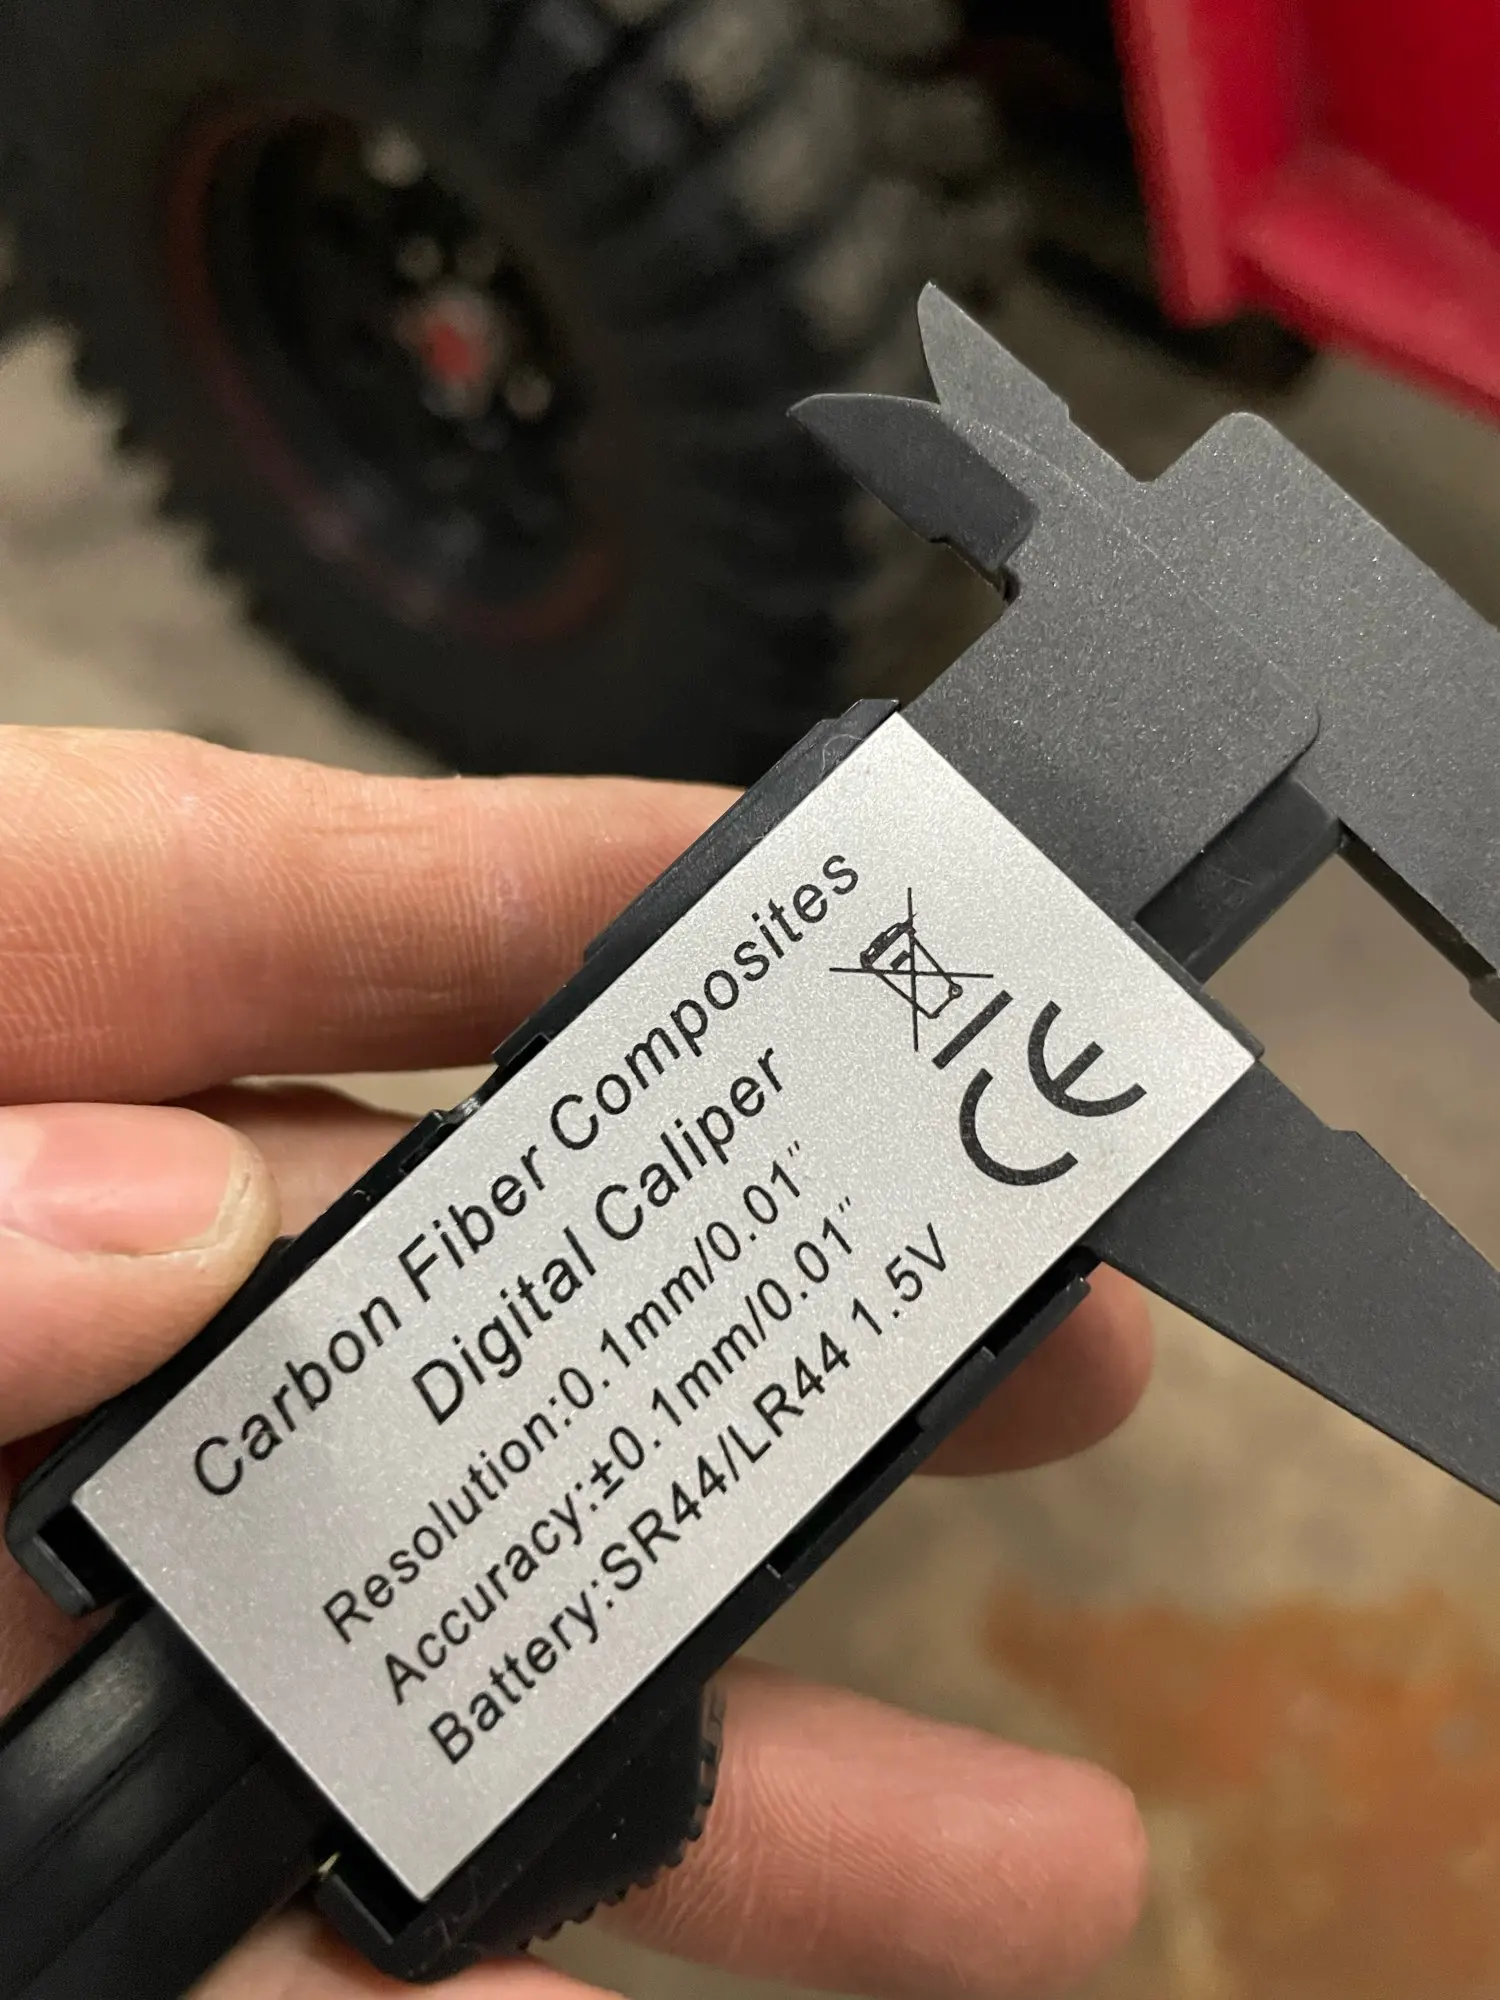 Carbon Fiber Composites
Digital Caliper
Resolution:0.1mm/0.01"
Accuracy:±0.1mm/0.01"
Battery:SR44/LR44 1.5V
CE